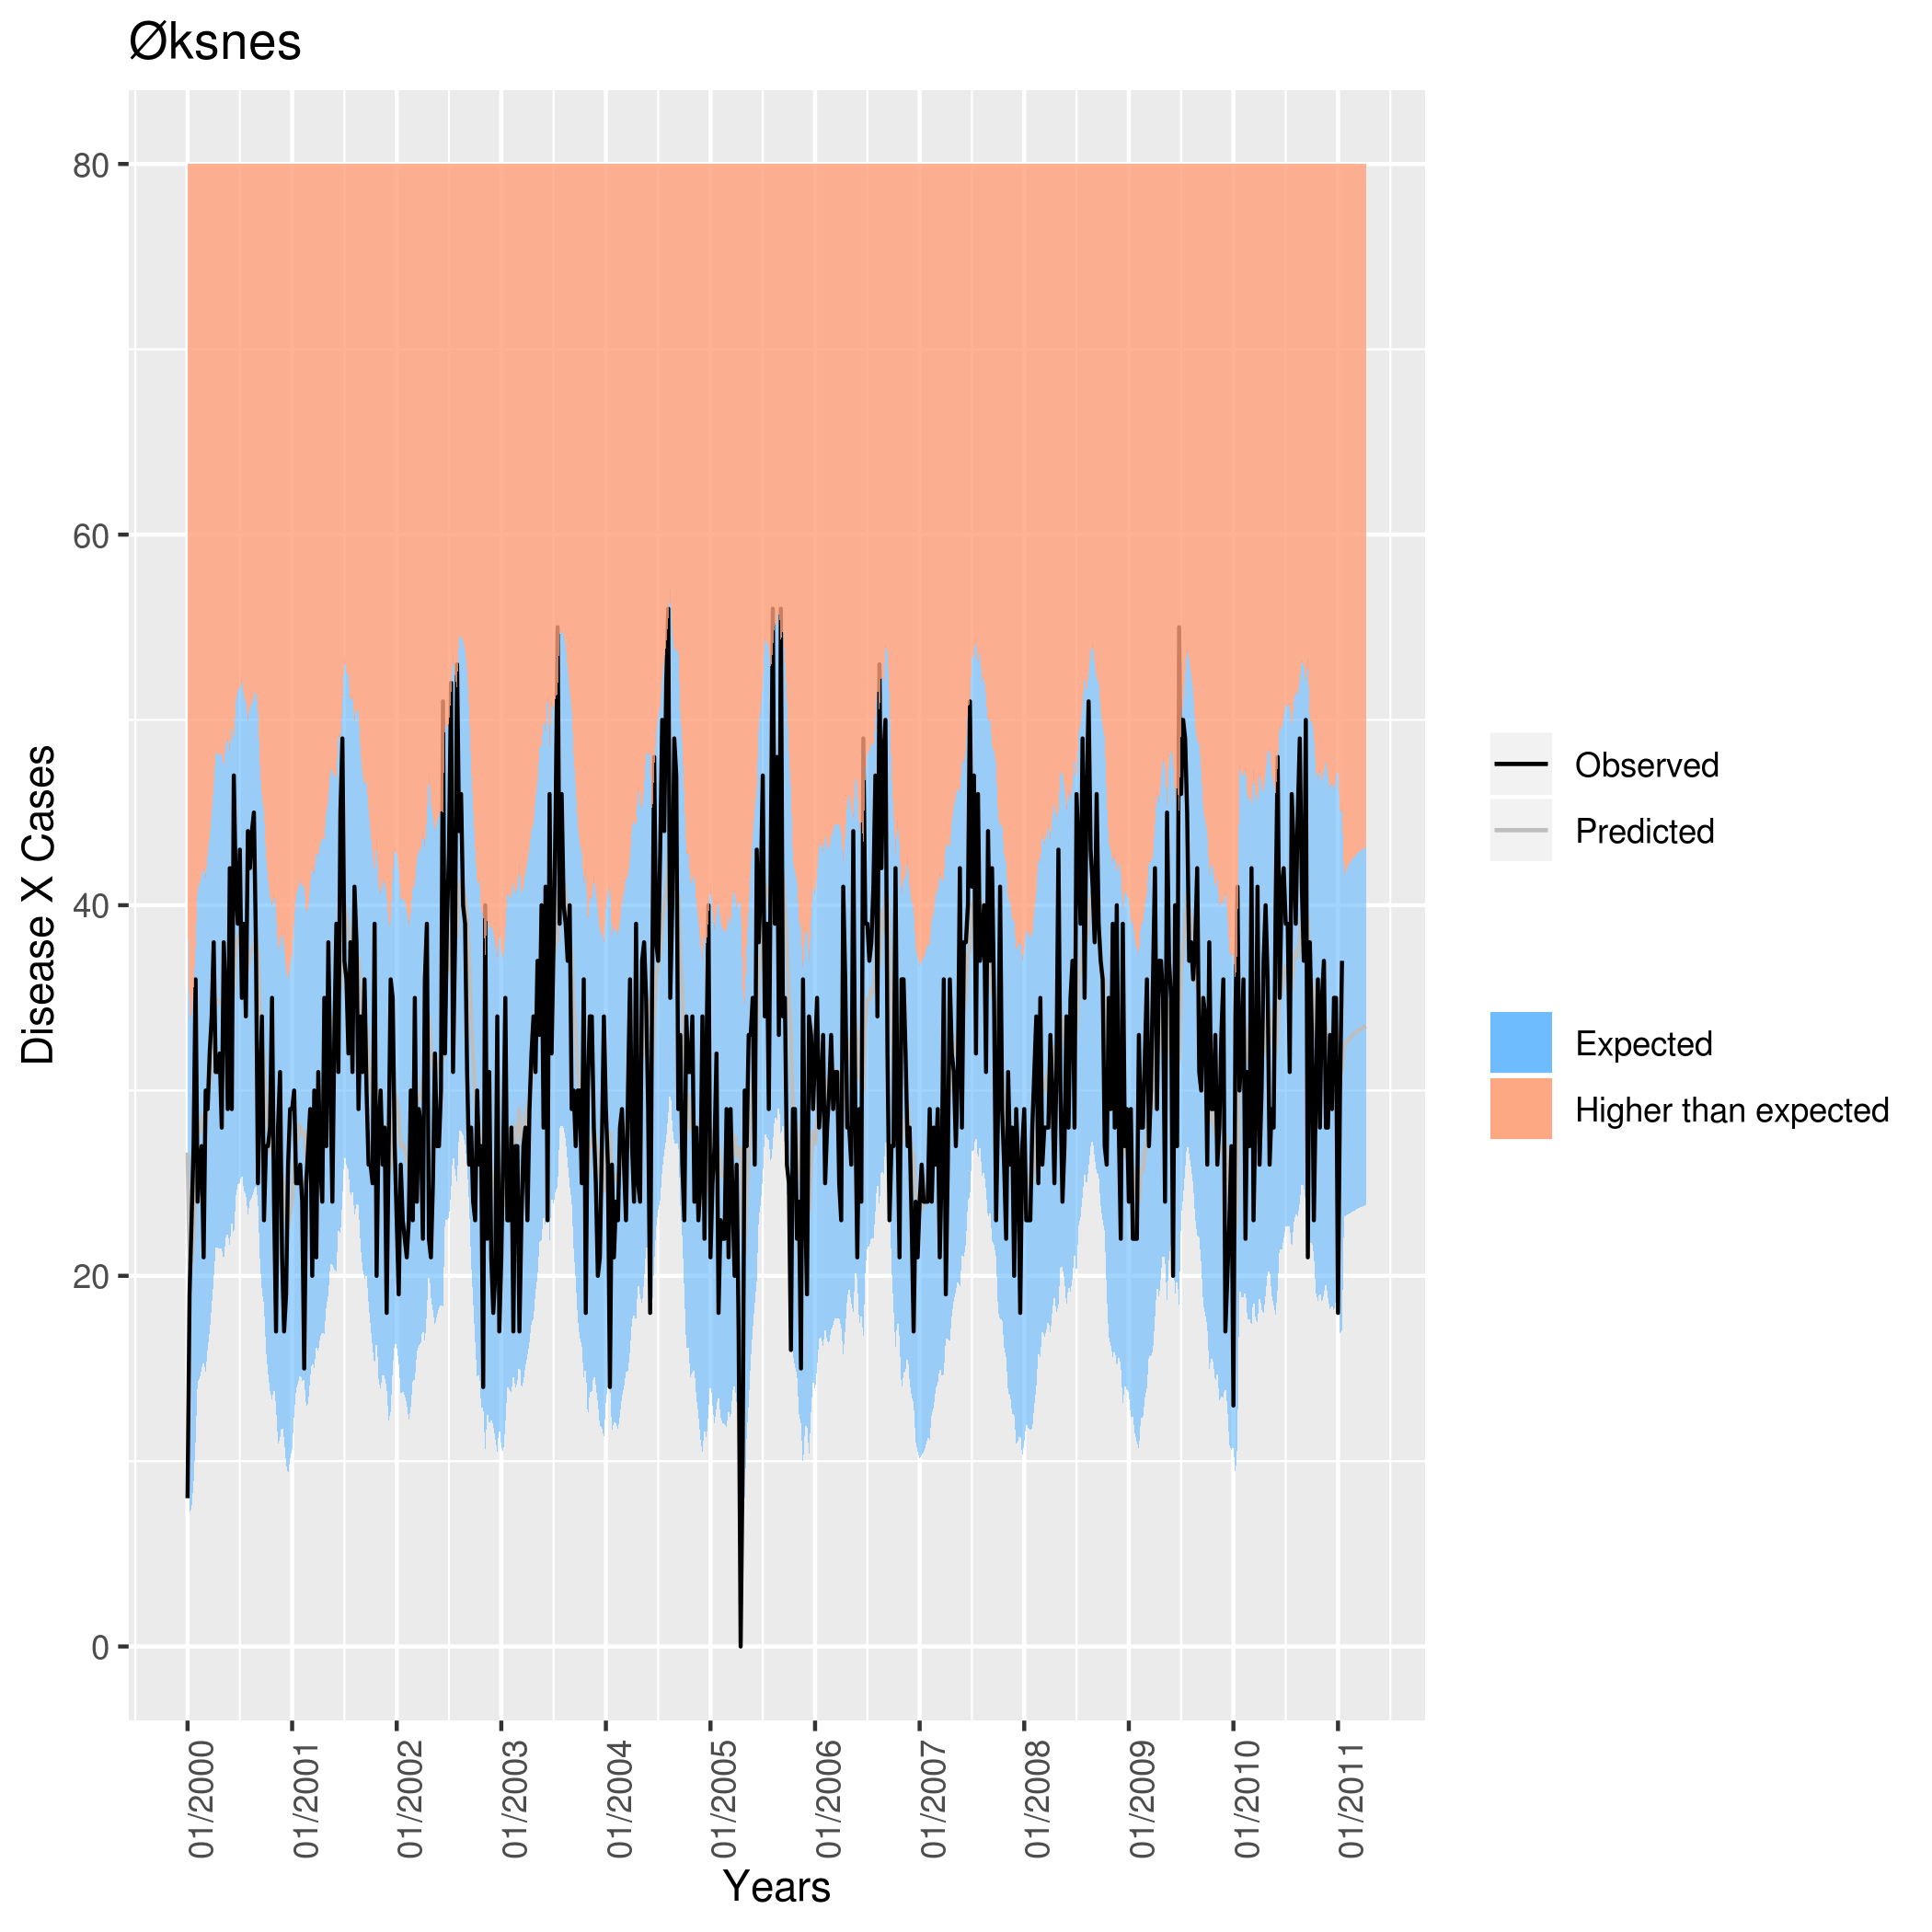 Øksnes
Disease X Cases
80
60
40
20
0
01/2000
01/2001
01/2002
01/2003
01/2004
01/2005
01/2006
01/2007
01/2008
01/2009
01/2010
01/2011
Years
Observed
Predicted
Expected
Higher than expected